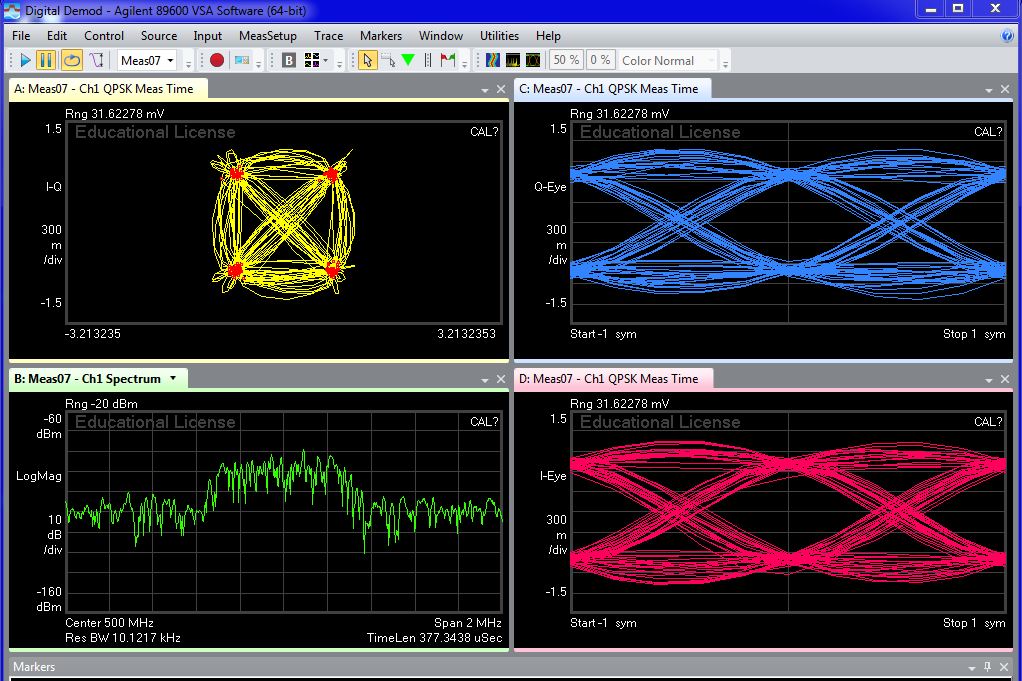 Digital Demod - Agilent 89600 VSA Software (64-bit)
File Edit Control Source Input MeasSetup Trace Markers Window Utilities Help
Meas07 B 50 % 0 % Color Normal
A: Meas07 - Ch1 QPSK Meas Time
Rng 31.62278 mV
1.5
Educational License
CAL?
I-Q
300
m
/div
-1.5
-3.213235
3.2132353
C: Meas07 - Ch1 QPSK Meas Time
Rng 31.62278 mV
1.5
Educational License
CAL?
Q-Eye
300
m
/div
-1.5
Start -1 sym
Stop 1 sym
B: Meas07 - Ch1 Spectrum
Rng -20 dBm
-60
dBm
Educational License
CAL?
LogMag
10
dB
/div
-160
dBm
Center 500 MHz
Span 2 MHz
Res BW 10.1217 kHz
TimeLen 377.3438 uSec
D: Meas07 - Ch1 QPSK Meas Time
Rng 31.62278 mV
1.5
Educational License
CAL?
I-Eye
300
m
/div
-1.5
Start -1 sym
Stop 1 sym
Markers